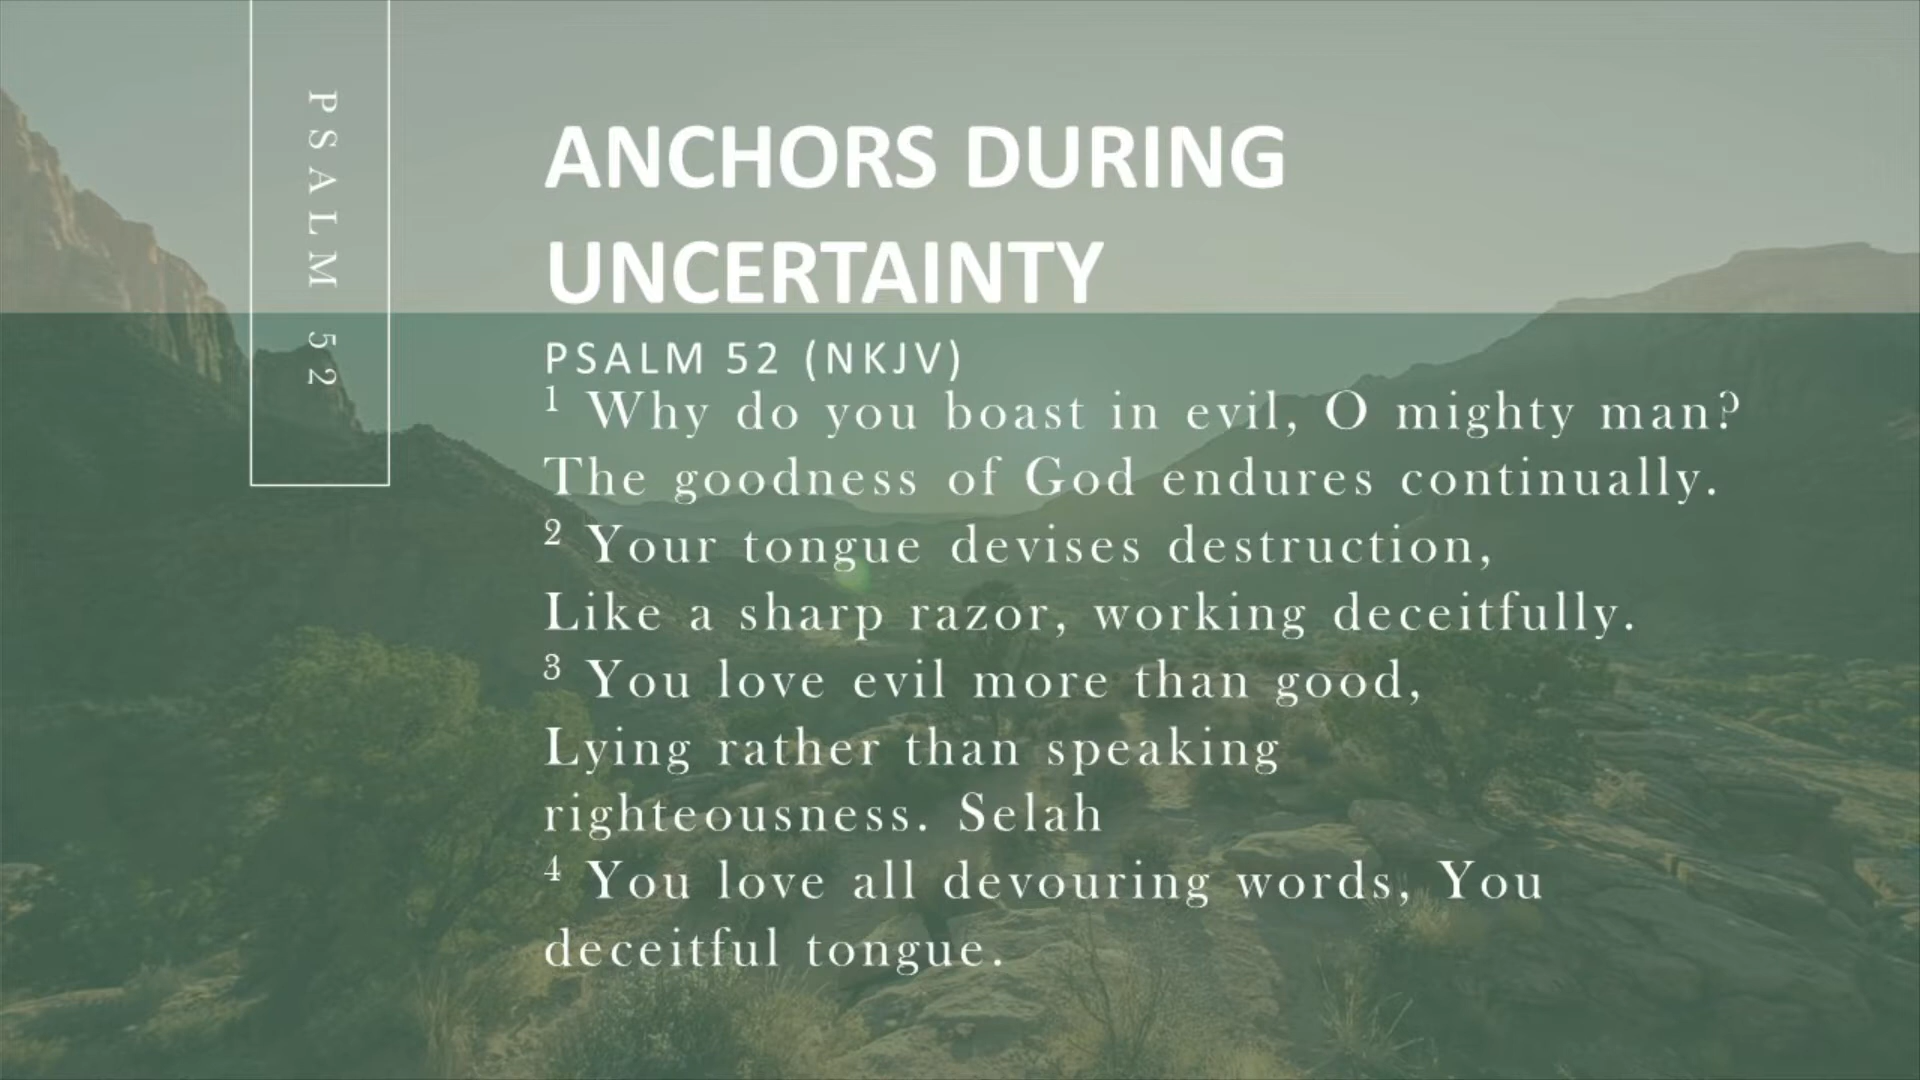 PSALM 52
ANCHORS DURING
UNCERTAINTY
PSALM 52 (NKJV)
1 Why do you boast in evil, O mighty man?
The goodness of God endures continually.
2 Your tongue devises destruction,
Like a sharp razor, working deceitfully.
3 You love evil more than good,
Lying rather than speaking
righteousness. Selah
4 You love all devouring words, You
deceitful tongue.